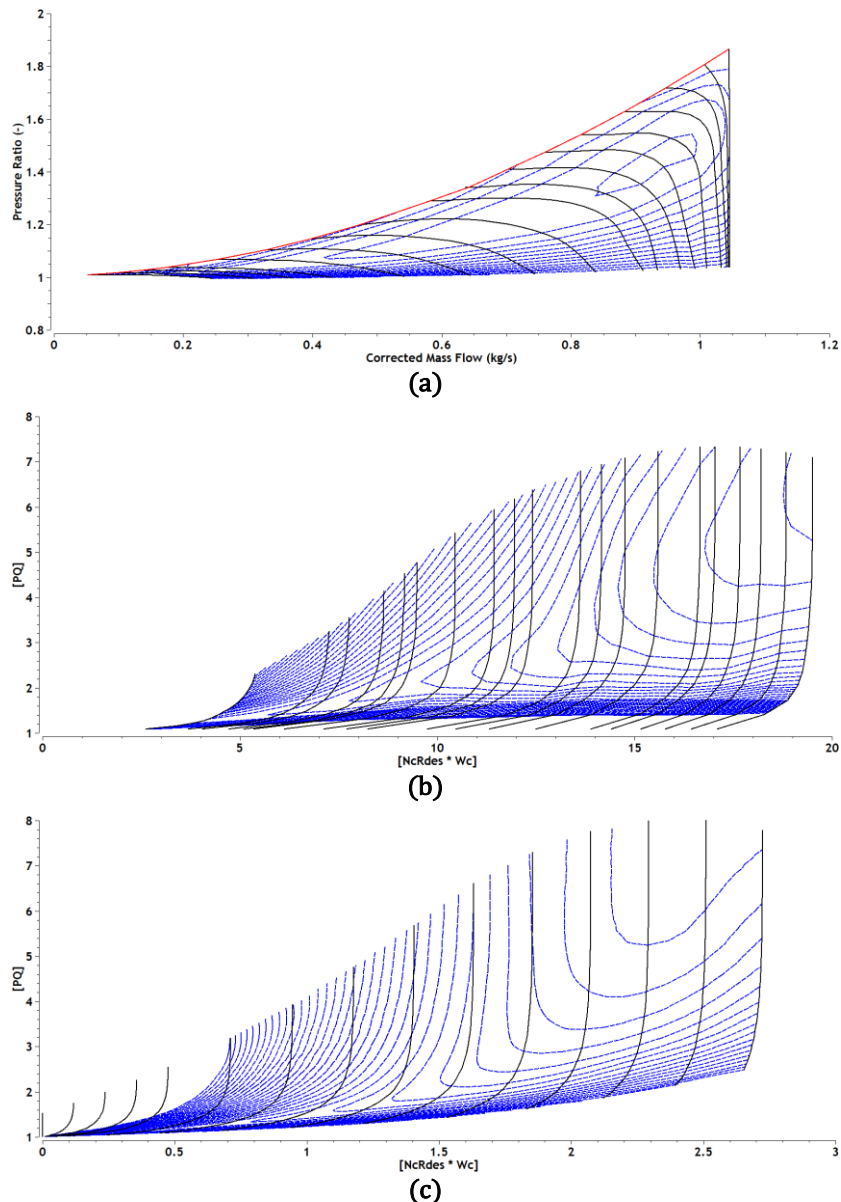 2
1.8
1.6
1.4
1.2
1
0.8
Pressure Ratio (-)
0 0.2 0.4 0.6 0.8 1 1.2
Corrected Mass Flow (kg/s)
(a)
8
7
6
5
4
3
2
1
[PQ]
0 5 10 15 20
[NcRdes * Wc]
(b)
8
7
6
5
4
3
2
1
[PQ]
0 0.5 1 1.5 2 2.5 3
[NcRdes * Wc]
(c)